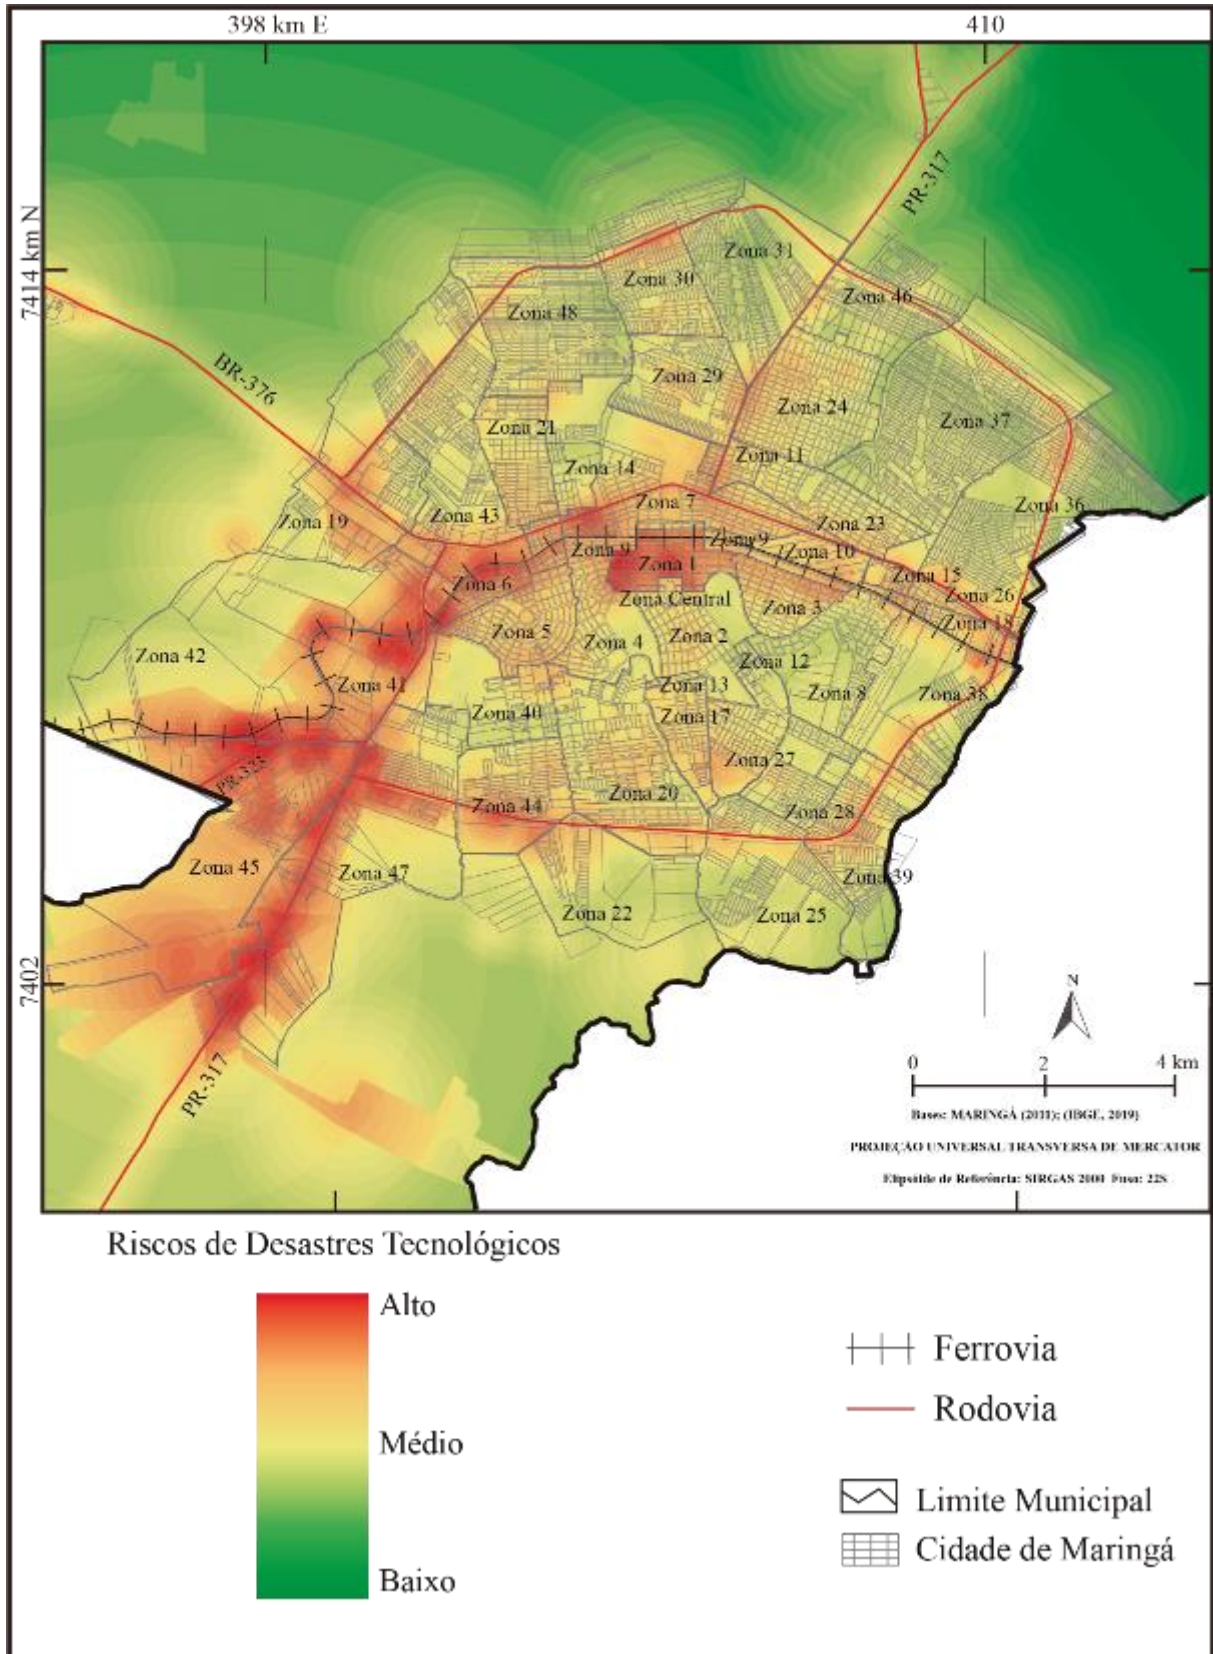 398 km E
410
7414 km N
7402
PR-317
BR-376
Zona 31
Zona 30
Zona 46
Zona 48
Zona 29
Zona 24
Zona 37
Zona 21
Zona 11
Zona 14
Zona 36
Zona 7
Zona 19
Zona 43
Zona 23
Zona 9
Zona 9
Zona 10
Zona 1
Zona 15
Zona 6
Zona 26
Zona Central
Zona 3
Zona 18
Zona 5
Zona 4
Zona 2
Zona 42
Zona 12
Zona 41
Zona 13
Zona 8
Zona 38
Zona 40
Zona 17
Zona 27
PR-323
Zona 44
Zona 20
Zona 28
Zona 45
Zona 47
Zona 39
Zona 22
Zona 25
PR-317
N
0 2 4 km
Bases: MARINGÁ (2011); (IBGE, 2019)
PROJEÇÃO UNIVERSAL TRANSVERSA DE MERCATOR
Elipsóide de Referência: SIRGAS 2000 Fuso: 22S
Riscos de Desastres Tecnológicos
Alto
Médio
Baixo
Ferrovia
Rodovia
Limite Municipal
Cidade de Maringá